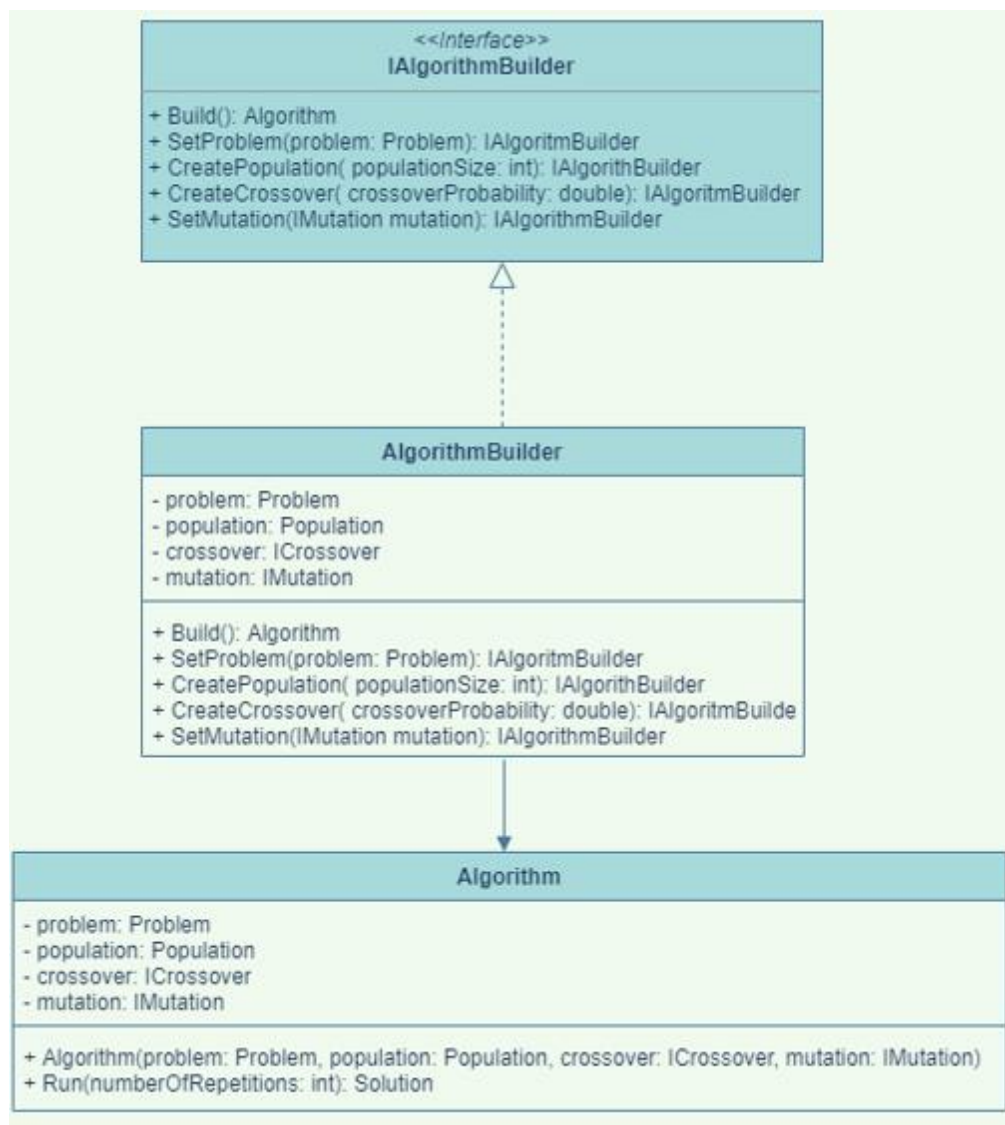 <<Interface>>
IAlgorithmBuilder
+ Build(): Algorithm
+ SetProblem(problem: Problem): IAlgoritmBuilder
+ CreatePopulation( populationSize: int): IAlgorithBuilder
+ CreateCrossover( crossoverProbability: double): IAlgoritmBuilder
+ SetMutation(IMutation mutation): IAlgorithmBuilder
AlgorithmBuilder
- problem: Problem
- population: Population
- crossover: ICrossover
- mutation: IMutation
+ Build(): Algorithm
+ SetProblem(problem: Problem): IAlgoritmBuilder
+ CreatePopulation( populationSize: int): IAlgorithBuilder
+ CreateCrossover( crossoverProbability: double): IAlgoritmBuilde
+ SetMutation(IMutation mutation): IAlgorithmBuilder
Algorithm
- problem: Problem
- population: Population
- crossover: ICrossover
- mutation: IMutation
+ Algorithm(problem: Problem, population: Population, crossover: ICrossover, mutation: IMutation)
+ Run(numberOfRepetitions: int): Solution